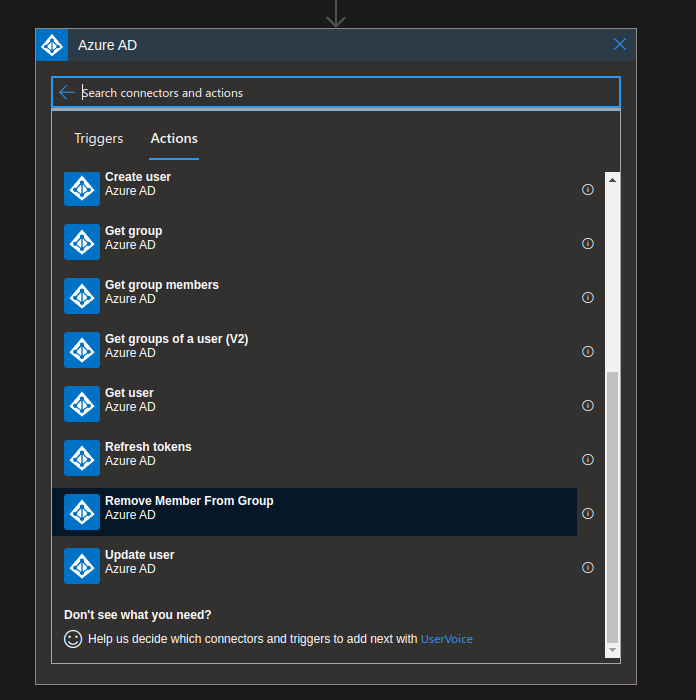 Azure AD
Search connectors and actions
Triggers Actions
Create user
Azure AD
Get group
Azure AD
Get group members
Azure AD
Get groups of a user (V2)
Azure AD
Get user
Azure AD
Refresh tokens
Azure AD
Remove Member From Group
Azure AD
Update user
Azure AD
Don't see what you need?
Help us decide which connectors and triggers to add next with UserVoice